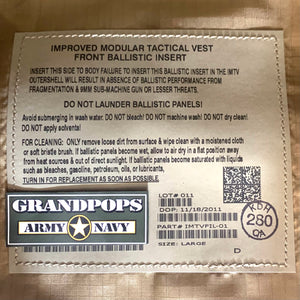 IMPROVED MODULAR TACTICAL VEST
FRONT BALLISTIC INSERT
INSERT THIS SIDE TO BODY FAILURE TO INSERT THIS BALLISTIC INSERT IN THE IMTV
OUTERSHELL WILL RESULT IN ABSENCE OF BALLISTIC PERFORMANCE FROM
FRAGMENTATION & 9MM SUB-MACHINE GUN OR LESSER THREATS.
DO NOT LAUNDER BALLISTIC PANELS!
Avoid submerging in wash water. DO NOT bleach! DO NOT machine wash! DO NOT dry clean.
DO NOT apply solvents!
FOR CLEANING: ONLY remove loose dirt from surface & wipe clean with a moistened cloth
or soft bristle brush. If ballistic panels become wet, allow to air dry in a flat position away
from heat sources & out of direct sunlight. If ballistic panels become saturated with liquids
such as bleaches, gasoline, petroleum, oils, or lubricants,
TURN IN FOR REPLACEMENT AS SOON AS POSSIBLE.
LOT# 011
DOP: 11/18/2011
PART#: IMTVFIL-01
SIZE: LARGE
D
KDH
280
QA
GRANDPOPS
ARMY NAVY